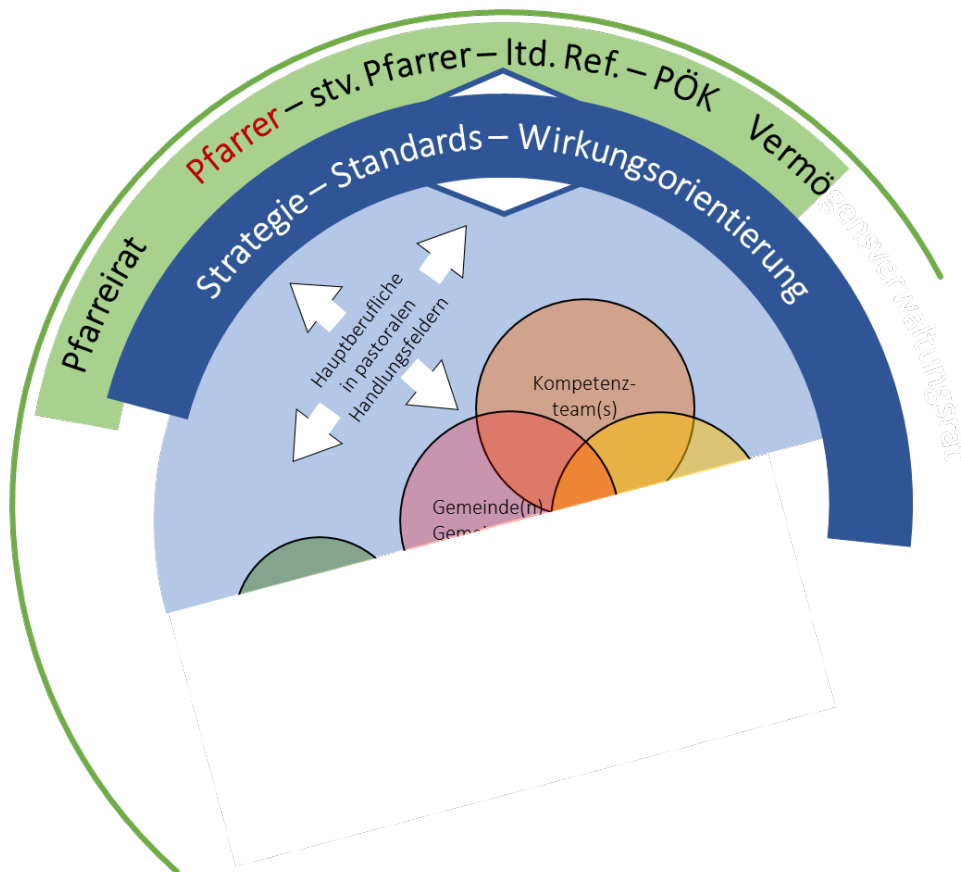 Pfarreirat
Pfarrer – stv. Pfarrer – ltd. Ref. – PÖK
Vermögensverwaltungsrat
Strategie – Standards – Wirkungsorientierung
Hauptberufliche
in pastoralen
Handlungsfeldern
Kompetenz-
team(s)
Gemeinde(n)